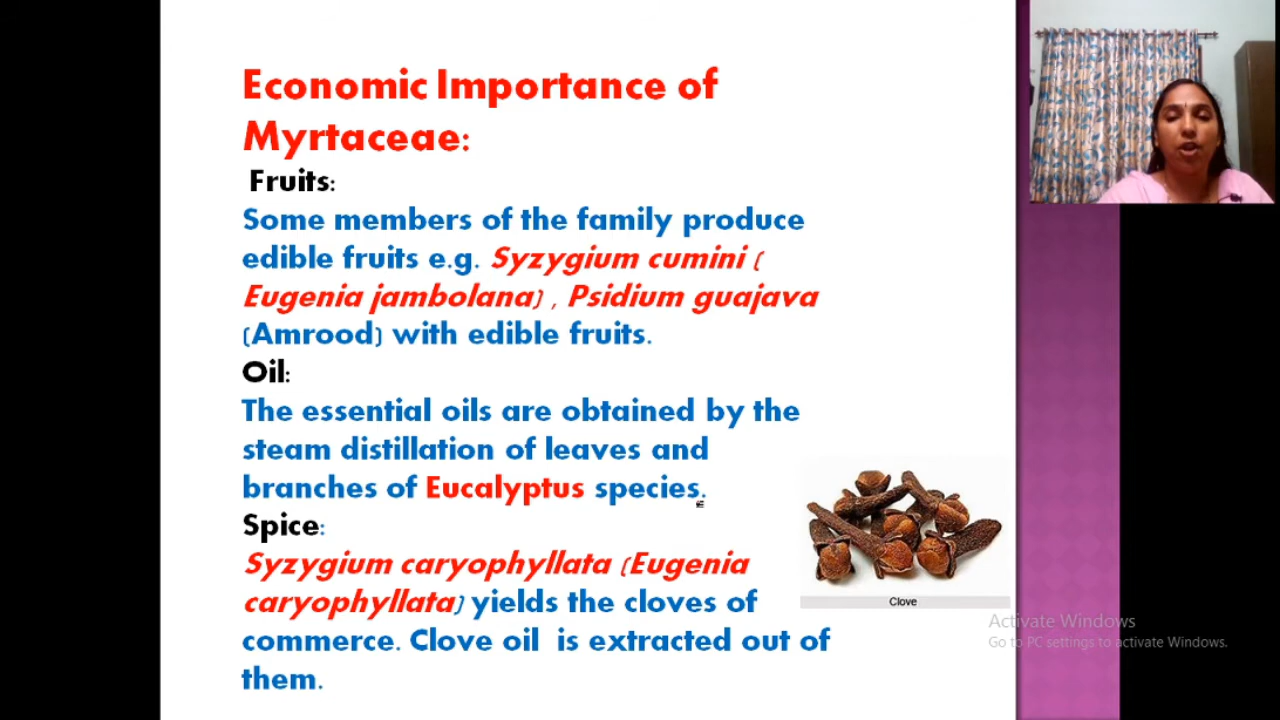 Economic Importance of
Myrtaceae:
Fruits:
Some members of the family produce
edible fruits e.g. Syzygium cumini (
Eugenia jambolana) , Psidium guajava
(Amrood) with edible fruits.
Oil:
The essential oils are obtained by the
steam distillation of leaves and
branches of Eucalyptus species.
Spice:
Syzygium caryophyllata (Eugenia
caryophyllata) yields the cloves of
commerce. Clove oil is extracted out of
them.
Clove
Activate Windows
Go to PC settings to activate Windows.